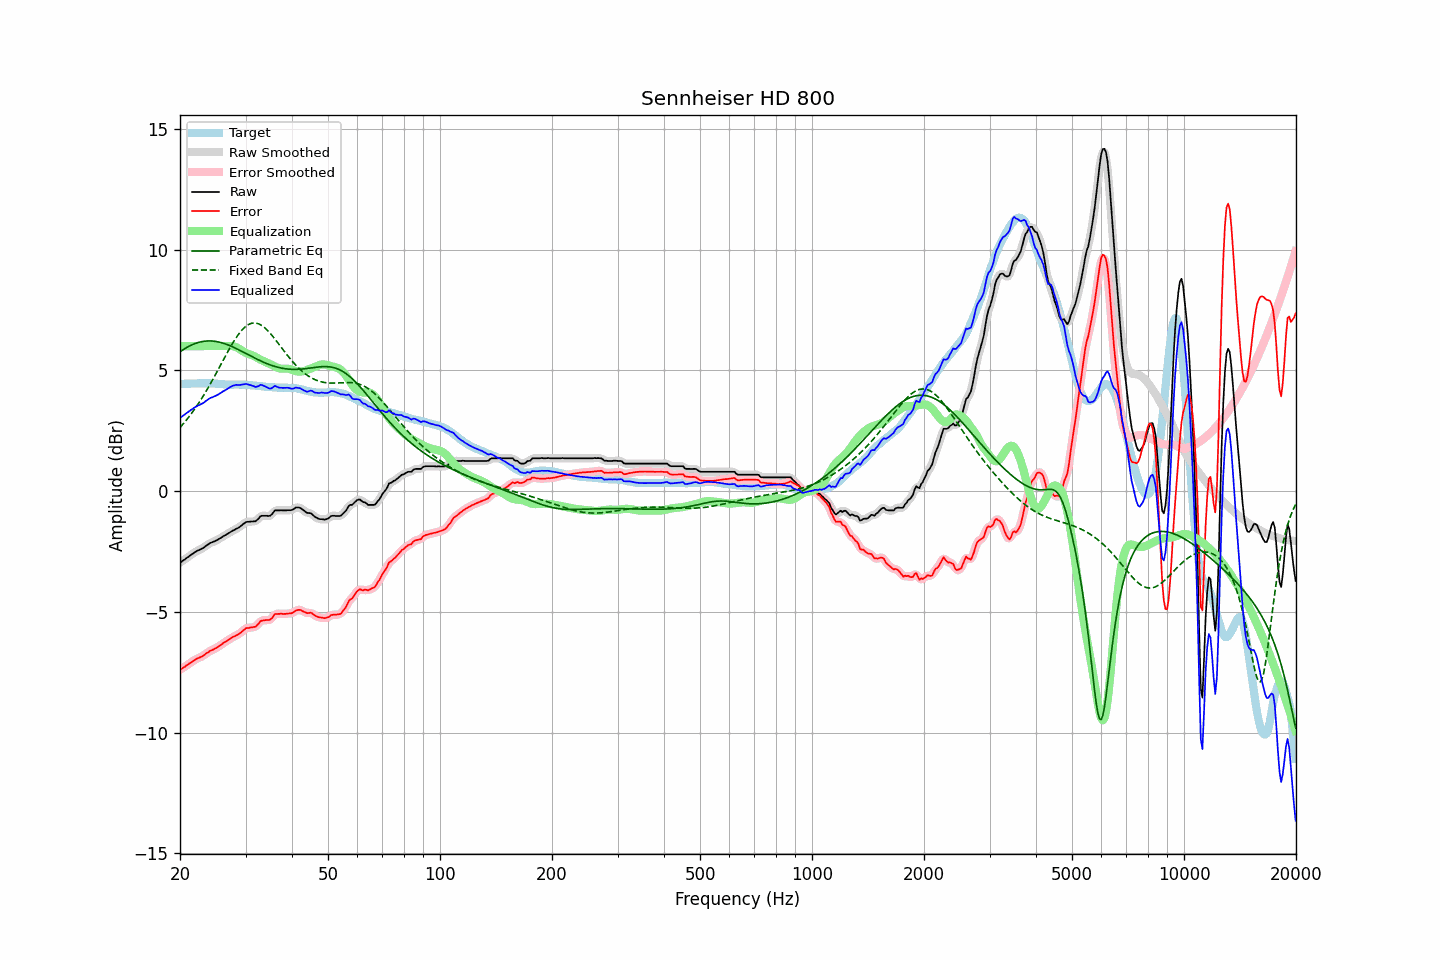 Sennheiser HD 800
Target
Raw Smoothed
Error Smoothed
Raw
Error
Equalization
Parametric Eq
Fixed Band Eq
Equalized
15
10
5
0
−5
−10
−15
Amplitude (dBr)
20 50 100 200 500 1000 2000 5000 10000 20000
Frequency (Hz)